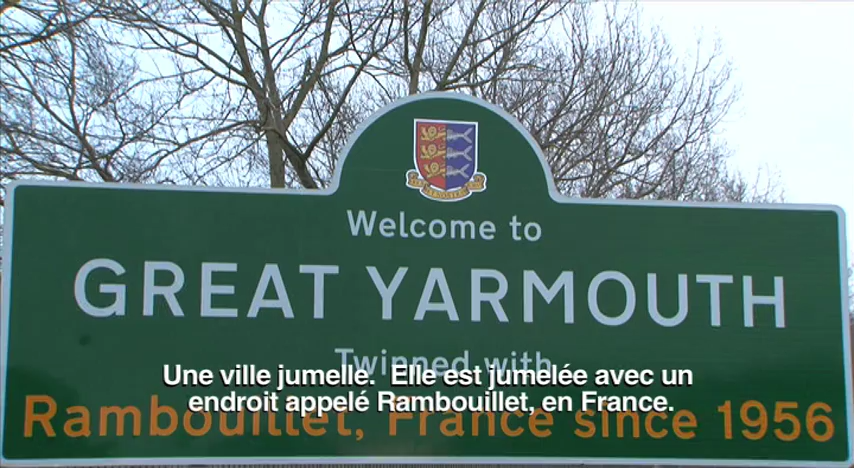 Welcome to
GREAT YARMOUTH
Twinned with
Une ville jumelle. Elle est jumelée avec un
endroit appelé Rambouillet, en France.
Rambouillet, France since 1956